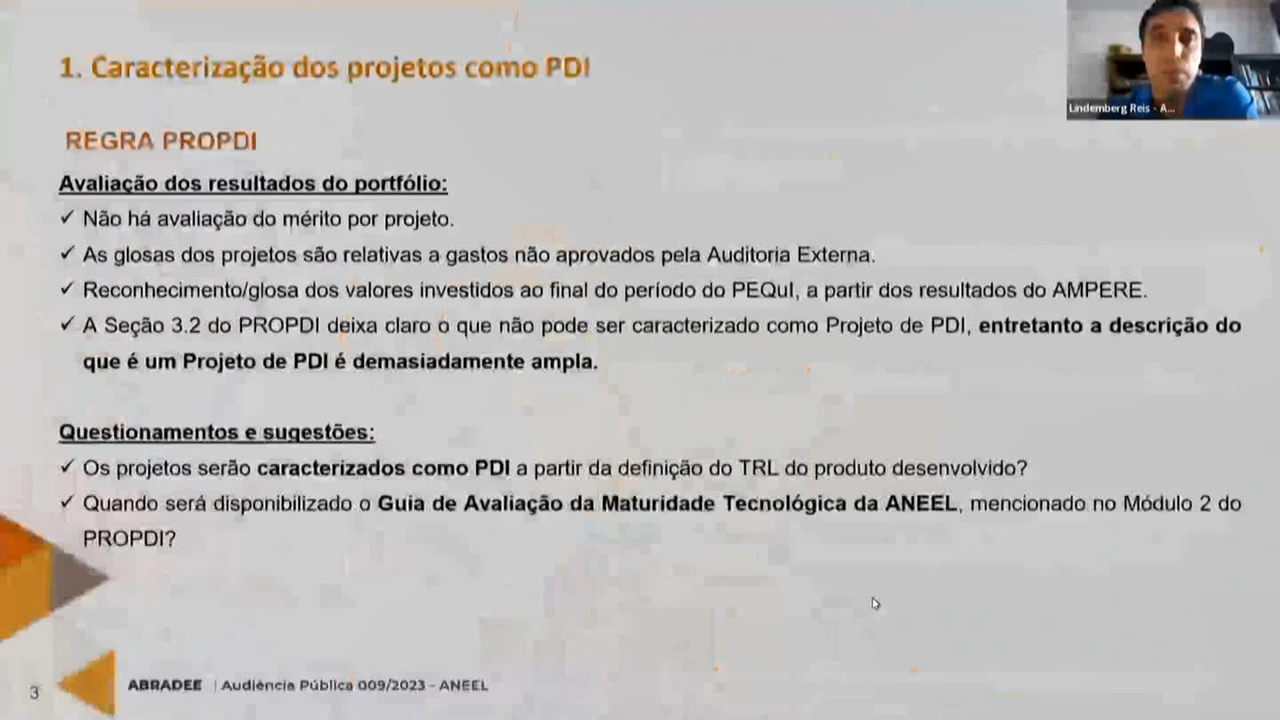 1. Caracterização dos projetos como PDI
Lindemberg Reis - A...
REGRA PROPDI
Avaliação dos resultados do portfólio:
✓ Não há avaliação do mérito por projeto.
✓ As glosas dos projetos são relativas a gastos não aprovados pela Auditoria Externa.
✓ Reconhecimento/glosa dos valores investidos ao final do período do PEQuI, a partir dos resultados do AMPERE.
✓ A Seção 3.2 do PROPDI deixa claro o que não pode ser caracterizado como Projeto de PDI, entretanto a descrição do
que é um Projeto de PDI é demasiadamente ampla.
Questionamentos e sugestões:
✓ Os projetos serão caracterizados como PDI a partir da definição do TRL do produto desenvolvido?
✓ Quando será disponibilizado o Guia de Avaliação da Maturidade Tecnológica da ANEEL, mencionado no Módulo 2 do
PROPDI?
3
ABRADEE | Audiência Pública 009/2023 - ANEEL